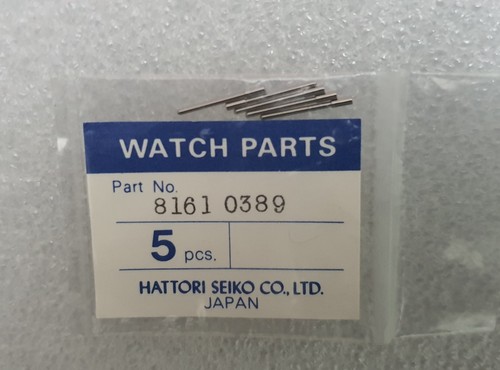 WATCH PARTS
Part No.
8161 0389
5 pcs.
HATTORI SEIKO CO., LTD.
JAPAN